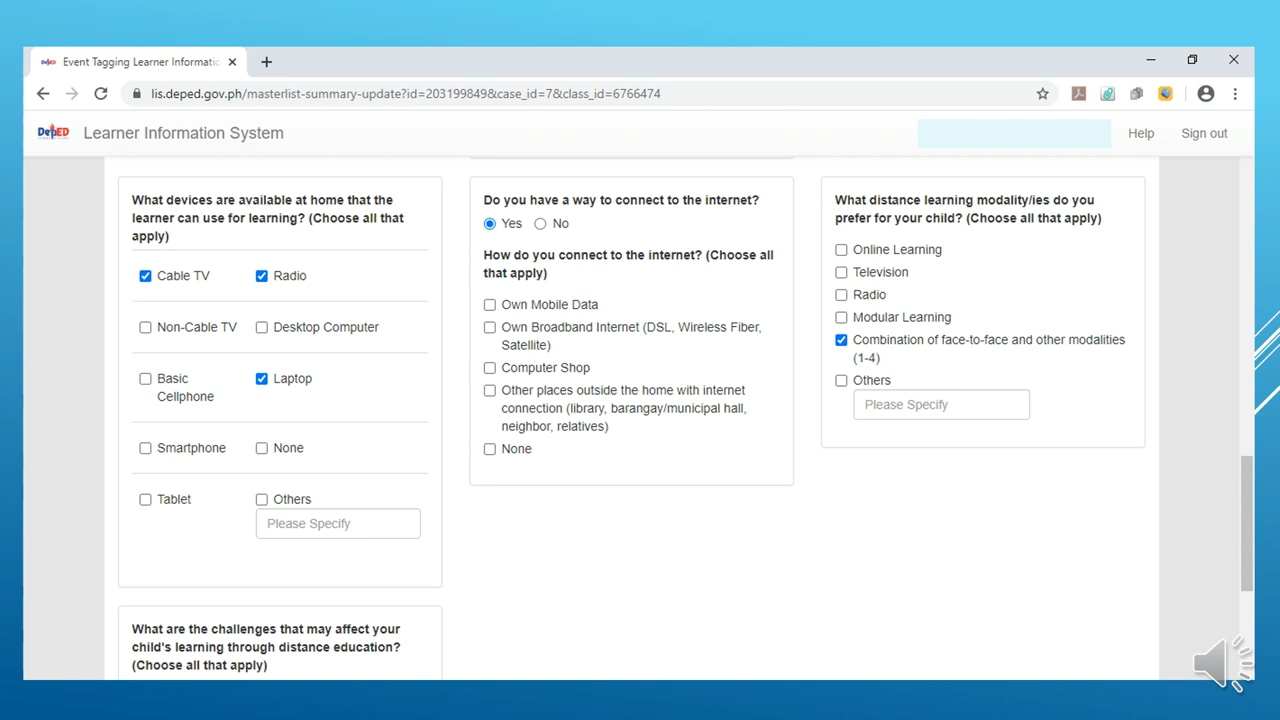 Event Tagging Learner Informatio
lis.deped.gov.ph/masterlist-summary-update?id=203199849&case_id=7&class_id=6766474
DepED
Learner Information System
Help
Sign out
What devices are available at home that the
learner can use for learning? (Choose all that
apply)
Cable TV
Radio
Non-Cable TV
Desktop Computer
Basic
Cellphone
Laptop
Smartphone
None
Tablet
Others
Please Specify
What are the challenges that may affect your
child's learning through distance education?
(Choose all that apply)
Do you have a way to connect to the internet?
Yes
No
How do you connect to the internet? (Choose all
that apply)
Own Mobile Data
Own Broadband Internet (DSL, Wireless Fiber,
Satellite)
Computer Shop
Other places outside the home with internet
connection (library, barangay/municipal hall,
neighbor, relatives)
None
What distance learning modality/ies do you
prefer for your child? (Choose all that apply)
Online Learning
Television
Radio
Modular Learning
Combination of face-to-face and other modalities
(1-4)
Others
Please Specify